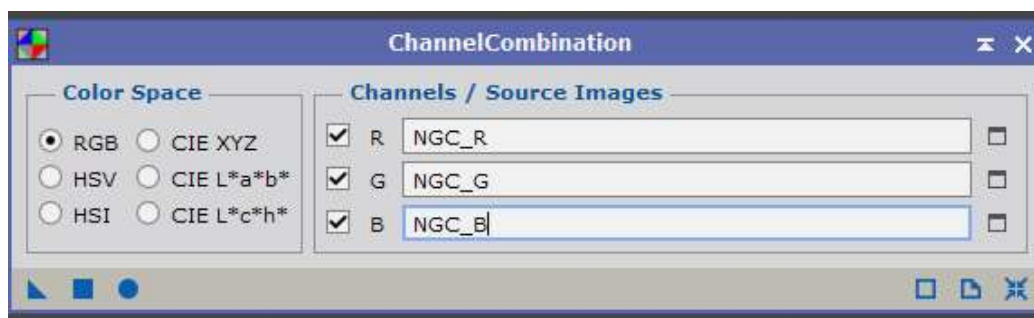 ChannelCombination
Color Space
RGB CIE XYZ
HSV CIE L*a*b*
HSI CIE L*c*h*
Channels / Source Images
R NGC_R
G NGC_G
B NGC_B